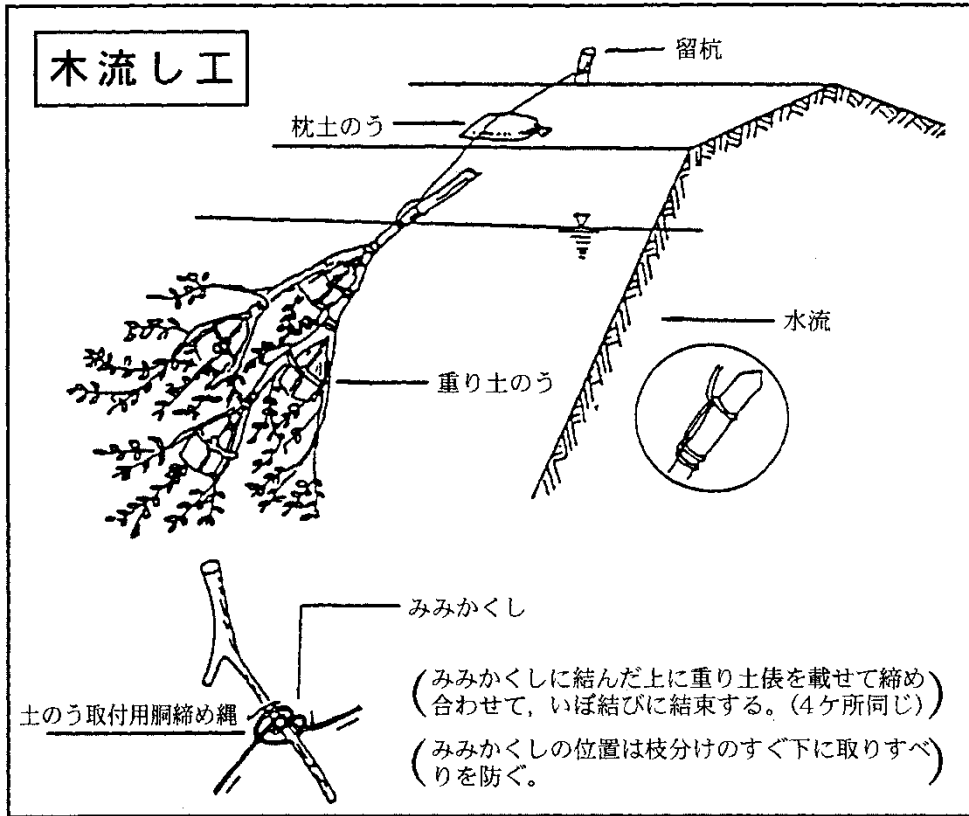 木流し工
留杭
枕土のう
水流
重り土のう
みみかくし
土のう取付用胴締め縄
(みみかくしに結んだ上に重り土俵を載せて締め
合わせて，いぼ結びに結束する。(4ケ所同じ))
(みみかくしの位置は枝分けのすぐ下に取りすべ
りを防ぐ。)